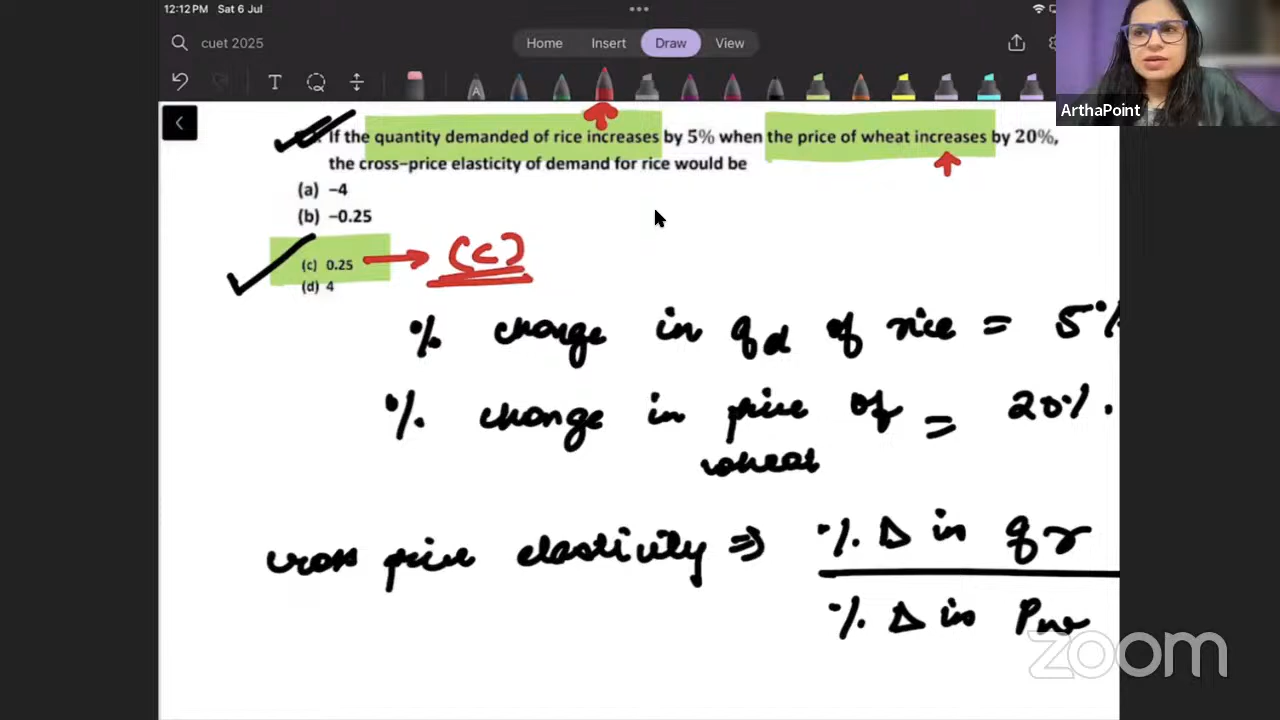 12:12 PM Sat 6 Jul
cuet 2025
Home Insert Draw View
T
A
ArthaPoint
If the quantity demanded of rice increases by 5% when the price of wheat increases by 20%,
the cross-price elasticity of demand for rice would be
(a) -4
(b) -0.25
(c) 0.25 → (c)
(d) 4
% change in qd of rice = 5%
% change in price of = 20%.
wheat
cross price elasticity ⇒ % Δ in qr
% Δ in Pw
zoom